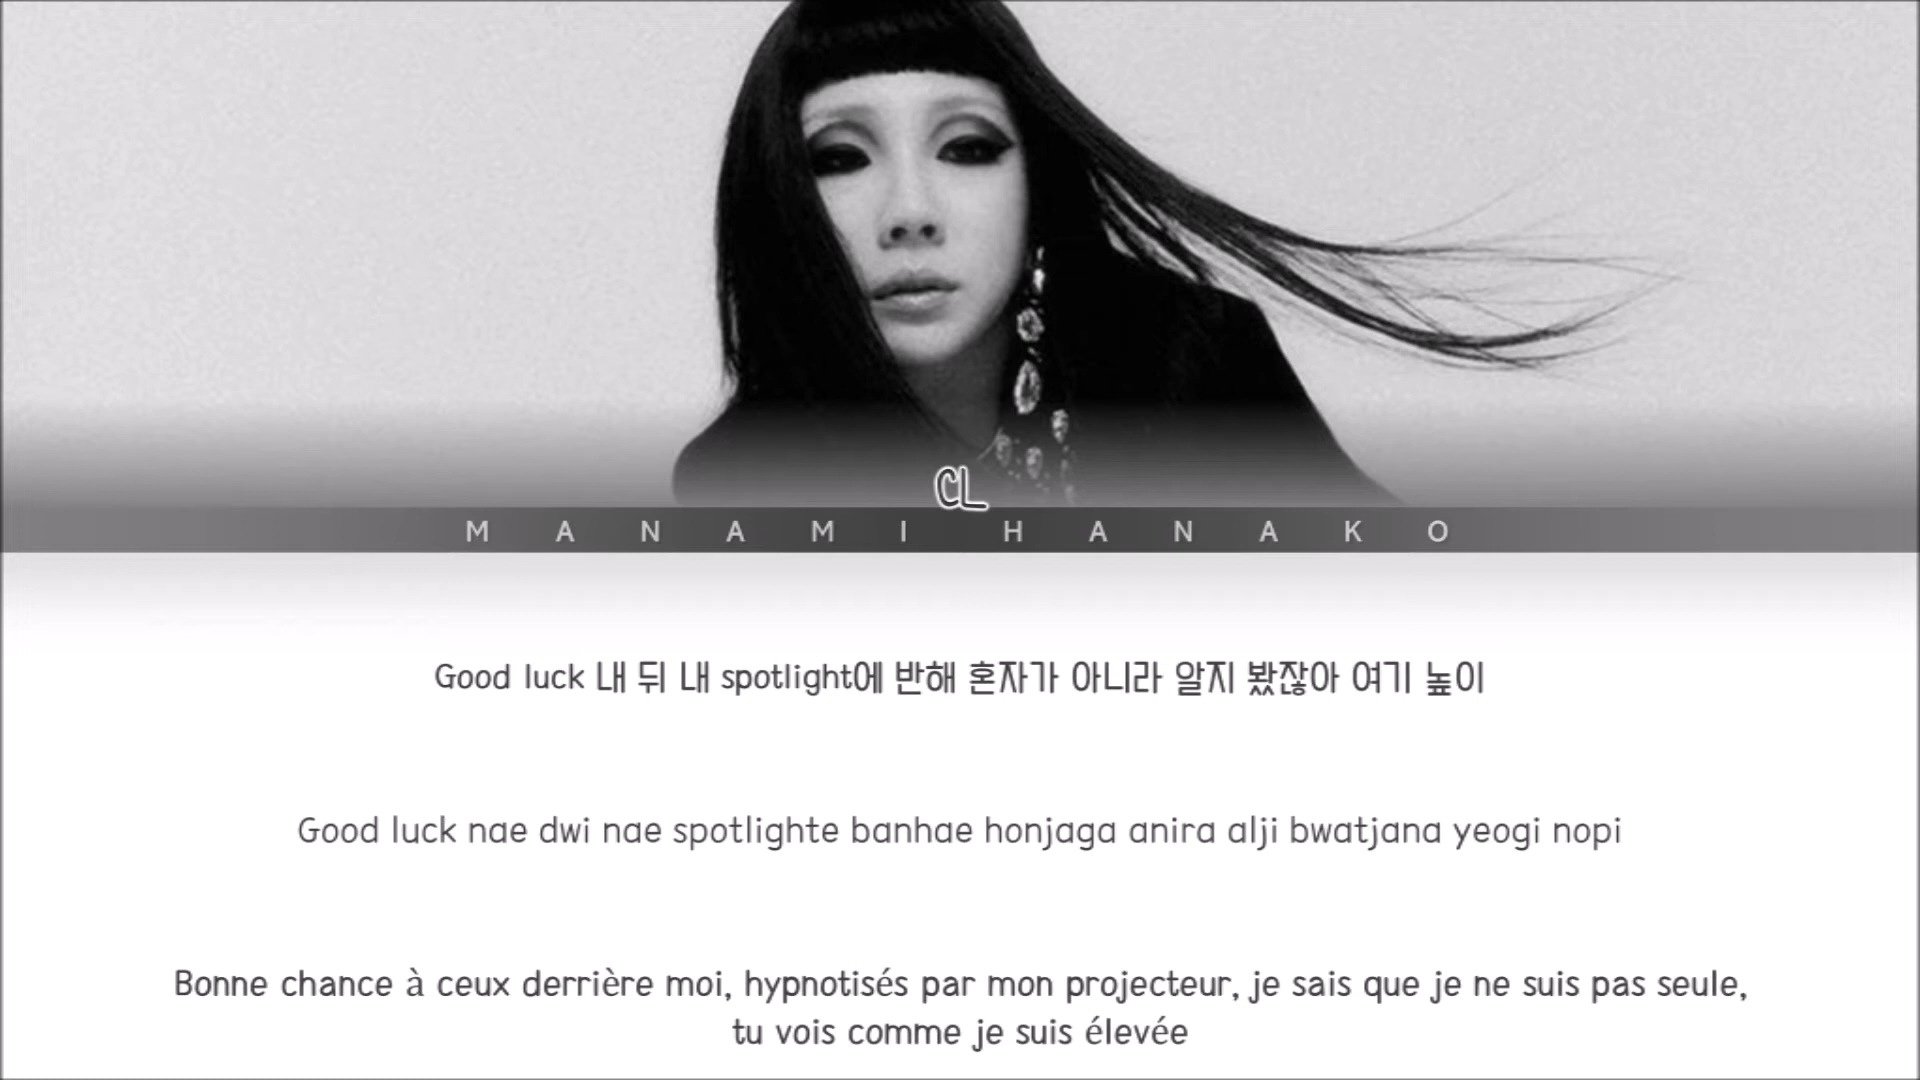 CL
MANAMI HANAKO
Good luck 내 뒤 내 spotlight에 반해 혼자가 아니라 알지 봤잖아 여기 높이
Good luck nae dwi nae spotlighte banhae honjaga anira alji bwatjana yeogi nopi
Bonne chance à ceux derrière moi, hypnotisés par mon projecteur, je sais que je ne suis pas seule,
tu vois comme je suis élevée